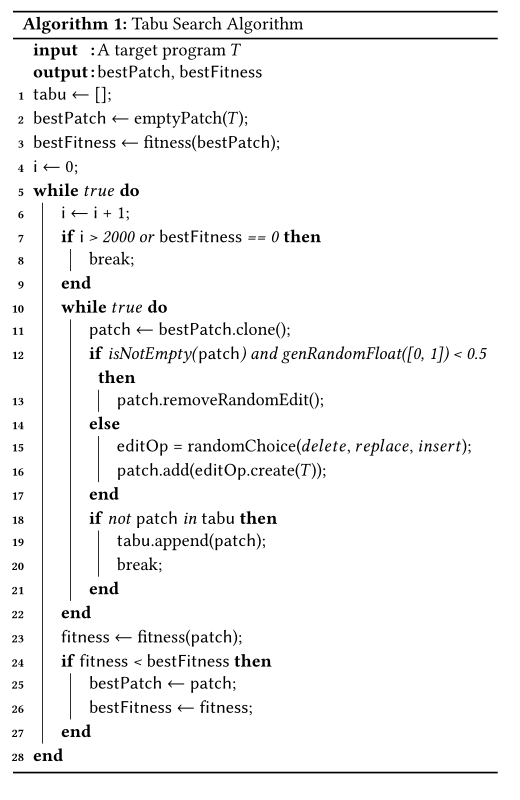 Algorithm 1: Tabu Search Algorithm
input : A target program T
output: bestPatch, bestFitness
1 tabu ← [];
2 bestPatch ← emptyPatch(T);
3 bestFitness ← fitness(bestPatch);
4 i ← 0;
5 while true do
6 i ← i + 1;
7 if i > 2000 or bestFitness == 0 then
8 break;
9 end
10 while true do
11 patch ← bestPatch.clone();
12 if isNotEmpty(patch) and genRandomFloat([0, 1]) < 0.5
then
13 patch.removeRandomEdit();
14 else
15 editOp = randomChoice(delete, replace, insert);
16 patch.add(editOp.create(T));
17 end
18 if not patch in tabu then
19 tabu.append(patch);
20 break;
21 end
22 end
23 fitness ← fitness(patch);
24 if fitness < bestFitness then
25 bestPatch ← patch;
26 bestFitness ← fitness;
27 end
28 end